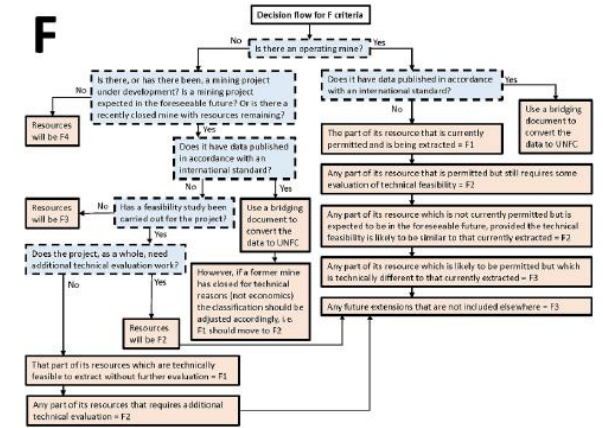 F
Decision flow for F criteria
No
Is there an operating mine?
Yes
Is there, or has there been, a mining project
under development? Is a mining project
expected in the foreseeable future? Or is there a
recently closed mine with resources remaining?
Does it have data published in accordance
with an international standard?
Yes
No
Resources
will be F4
Yes
No
Use a bridging
document to
convert the
data to UNFC
Does it have data published
in accordance with an
international standard?
The part of its resource that is currently
permitted and is being extracted = F1
Any part of its resource that is permitted but still requires some
evaluation of technical feasibility = F2
No
Yes
Resources
will be F3
No
Has a feasibility study been
carried out for the project?
Use a bridging
document to
convert the
data to UNFC
Any part of its resource which is not currently permitted but is
expected to be in the foreseeable future, provided the technical
feasibility is likely to be similar to that currently extracted = F2
Yes
Does the project, as a whole, need
additional technical evaluation work?
However, if a former mine
has closed for technical
reasons (not economics)
the classification should be
adjusted accordingly, i.e.
F1 should move to F2
Any part of its resource which is likely to be permitted but which
is technically different to that currently extracted = F3
No
Yes
Any future extensions that are not included elsewhere = F3
Resources
will be F2
That part of its resources which are technically
feasible to extract without further evaluation = F1
Any part of its resources that requires additional
technical evaluation = F2